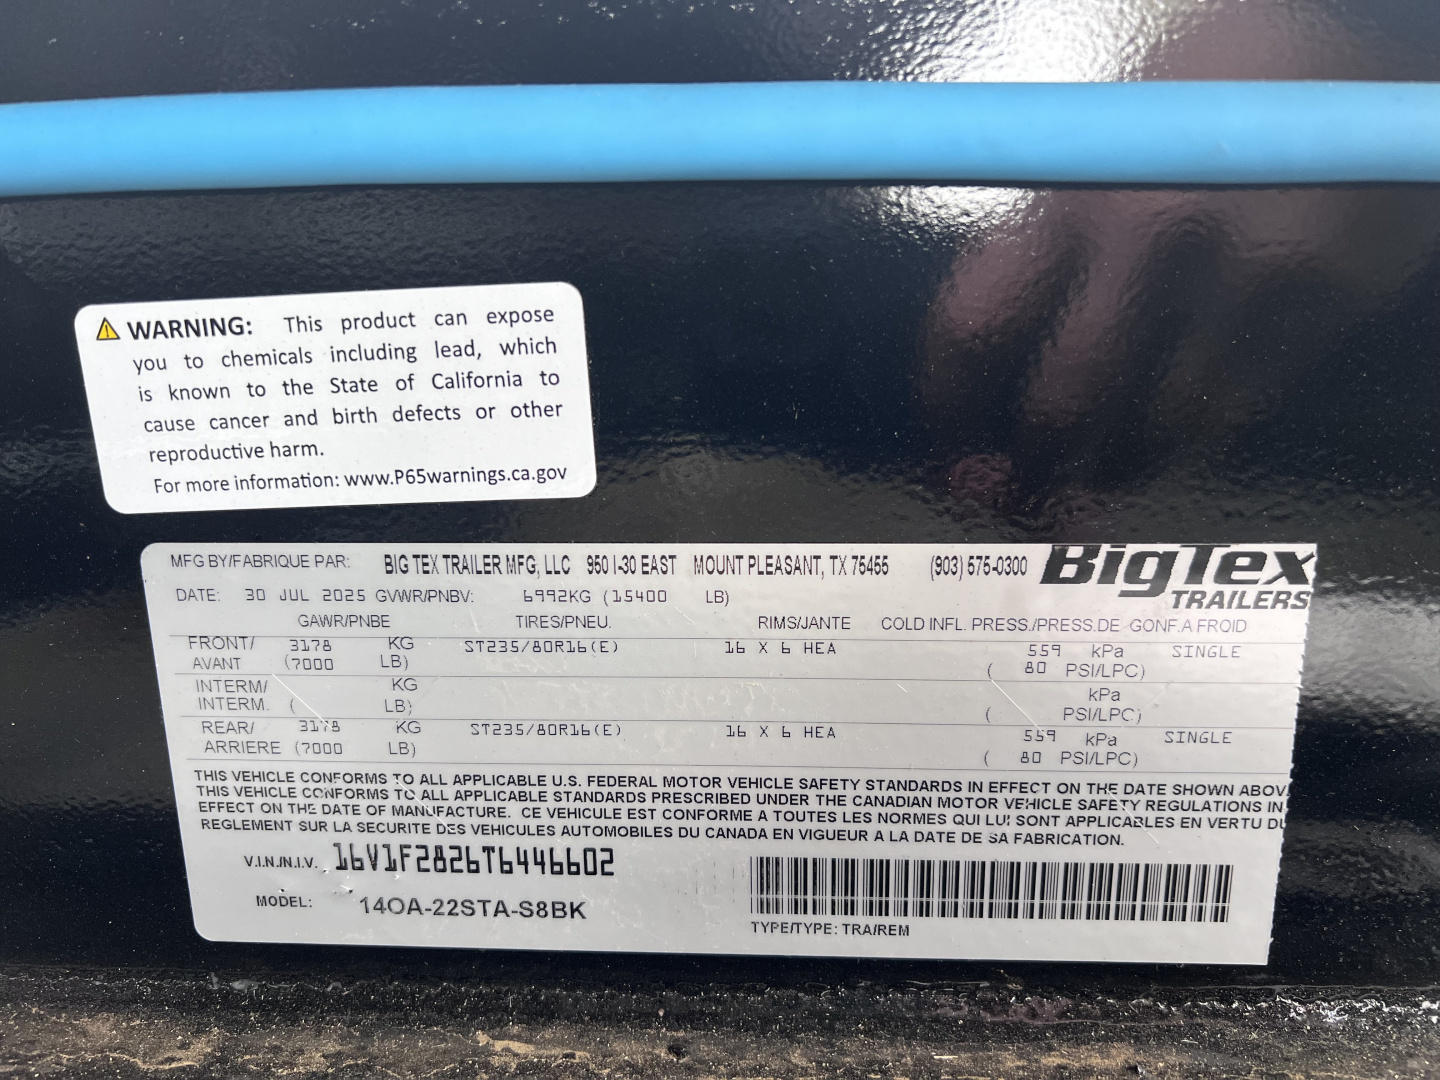 ⚠ WARNING: This product can expose
you to chemicals including lead, which
is known to the State of California to
cause cancer and birth defects or other
reproductive harm.
For more information: www.P65warnings.ca.gov
MFG BY/FABRIQUE PAR: BIG TEX TRAILER MFG, LLC 950 I-30 EAST MOUNT PLEASANT, TX 75455 (903) 575-0300 BigTex
TRAILERS
DATE: 30 JUL 2025 GVWR/PNBV: 6992KG (15400 LB)
GAWR/PNBE TIRES/PNEU. RIMS/JANTE COLD INFL. PRESS./PRESS.DE GONF.A FROID
FRONT/ 3178 KG ST235/80R16(E) 16 X 6 HEA 559 kPa SINGLE
AVANT (7000 LB) ( 80 PSI/LPC)
INTERM/ KG kPa
INTERM. ( LB) ( PSI/LPC)
REAR/ 3178 KG ST235/80R16(E) 16 X 6 HEA 559 kPa SINGLE
ARRIERE (7000 LB) ( 80 PSI/LPC)
THIS VEHICLE CONFORMS TO ALL APPLICABLE U.S. FEDERAL MOTOR VEHICLE SAFETY STANDARDS IN EFFECT ON THE DATE SHOWN ABOV
THIS VEHICLE CONFORMS TO ALL APPLICABLE STANDARDS PRESCRIBED UNDER THE CANADIAN MOTOR VEHICLE SAFETY REGULATIONS IN
EFFECT ON THE DATE OF MANUFACTURE. CE VEHICULE EST CONFORME A TOUTES LES NORMES QUI LUI SONT APPLICABLES EN VERTU DU
REGLEMENT SUR LA SECURITE DES VEHICULES AUTOMOBILES DU CANADA EN VIGUEUR A LA DATE DE SA FABRICATION.
V.I.N./N.I.V. 16V1F2826T6446602
MODEL: 14OA-22STA-S8BK
TYPE/TYPE: TRA/REM